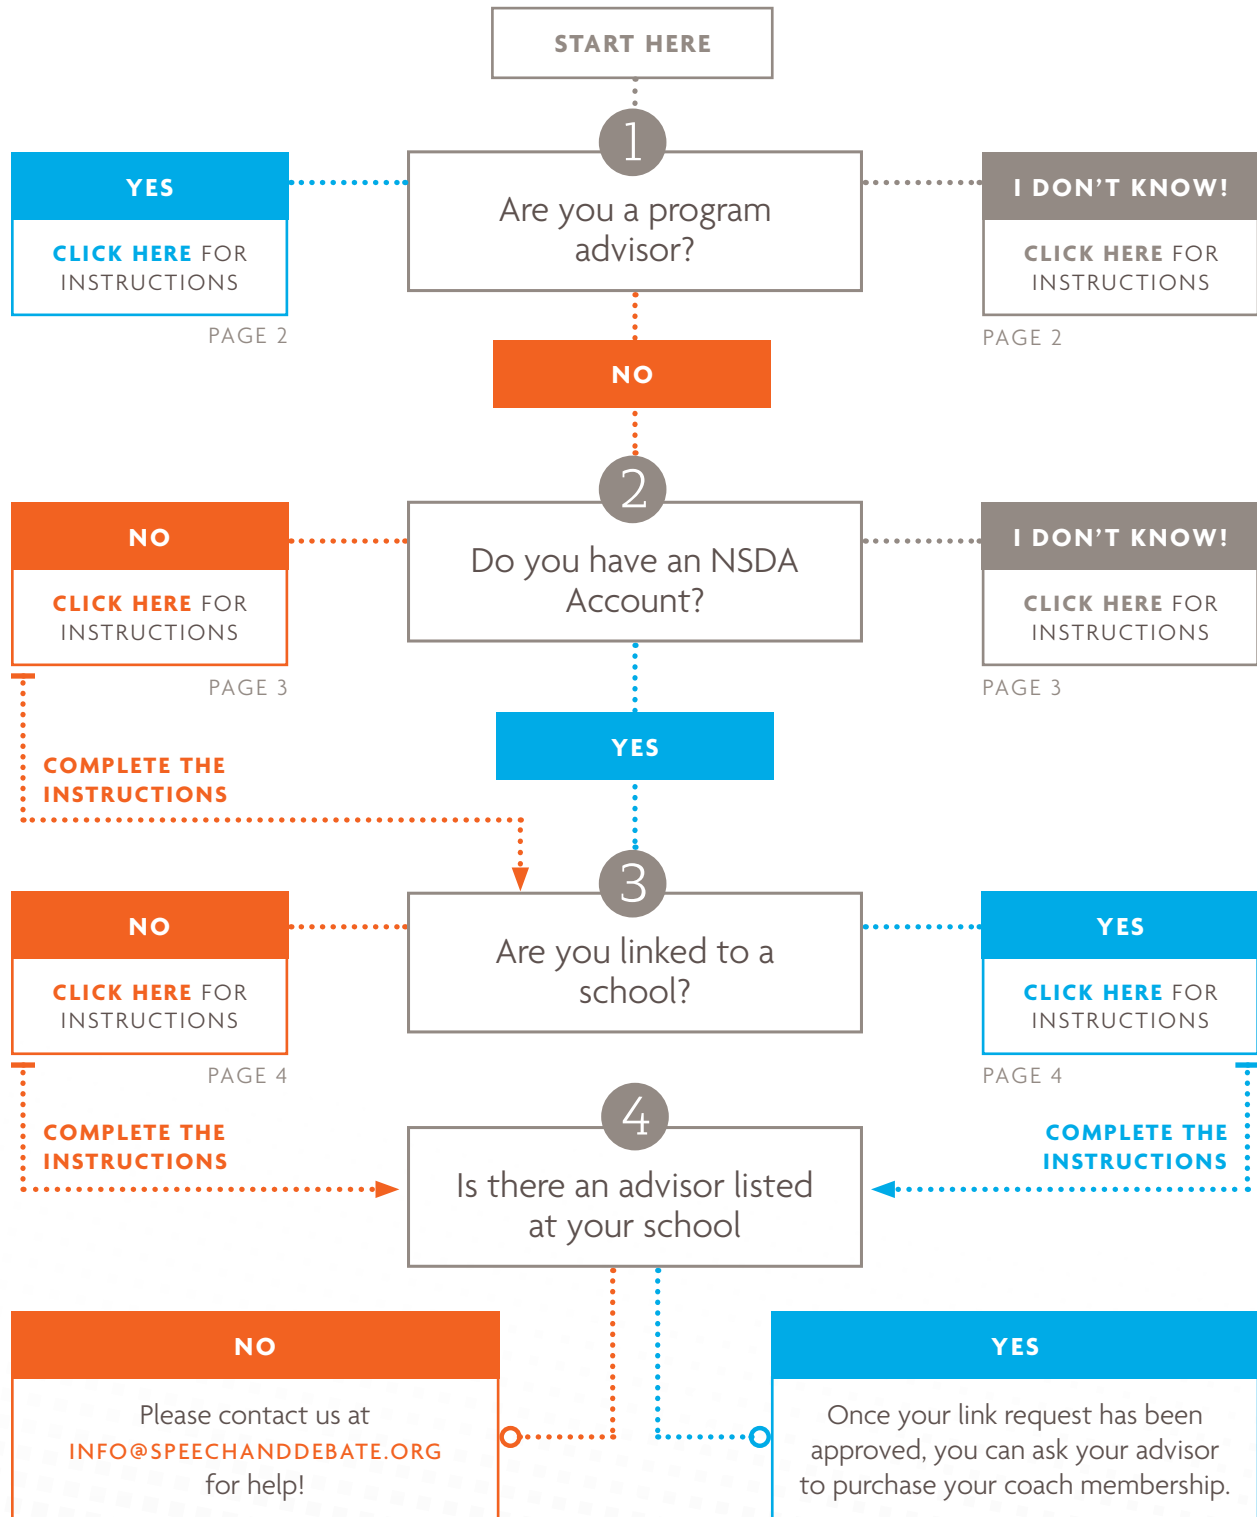 START HERE
1
Are you a program
advisor?
YES
CLICK HERE FOR
INSTRUCTIONS
PAGE 2
I DON'T KNOW!
CLICK HERE FOR
INSTRUCTIONS
PAGE 2
NO
2
Do you have an NSDA
Account?
NO
CLICK HERE FOR
INSTRUCTIONS
PAGE 3
I DON'T KNOW!
CLICK HERE FOR
INSTRUCTIONS
PAGE 3
COMPLETE THE
INSTRUCTIONS
YES
3
Are you linked to a
school?
NO
CLICK HERE FOR
INSTRUCTIONS
PAGE 4
YES
CLICK HERE FOR
INSTRUCTIONS
PAGE 4
COMPLETE THE
INSTRUCTIONS
COMPLETE THE
INSTRUCTIONS
4
Is there an advisor listed
at your school
NO
Please contact us at
INFO@SPEECHANDDEBATE.ORG
for help!
YES
Once your link request has been
approved, you can ask your advisor
to purchase your coach membership.